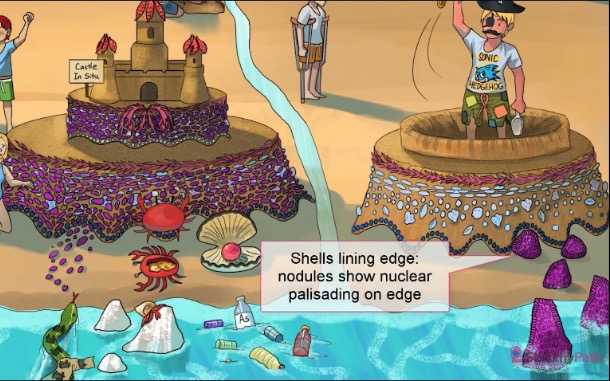 Castle
In Situ
SONIC
HEDGEHOG
Shells lining edge:
nodules show nuclear
palisading on edge
As